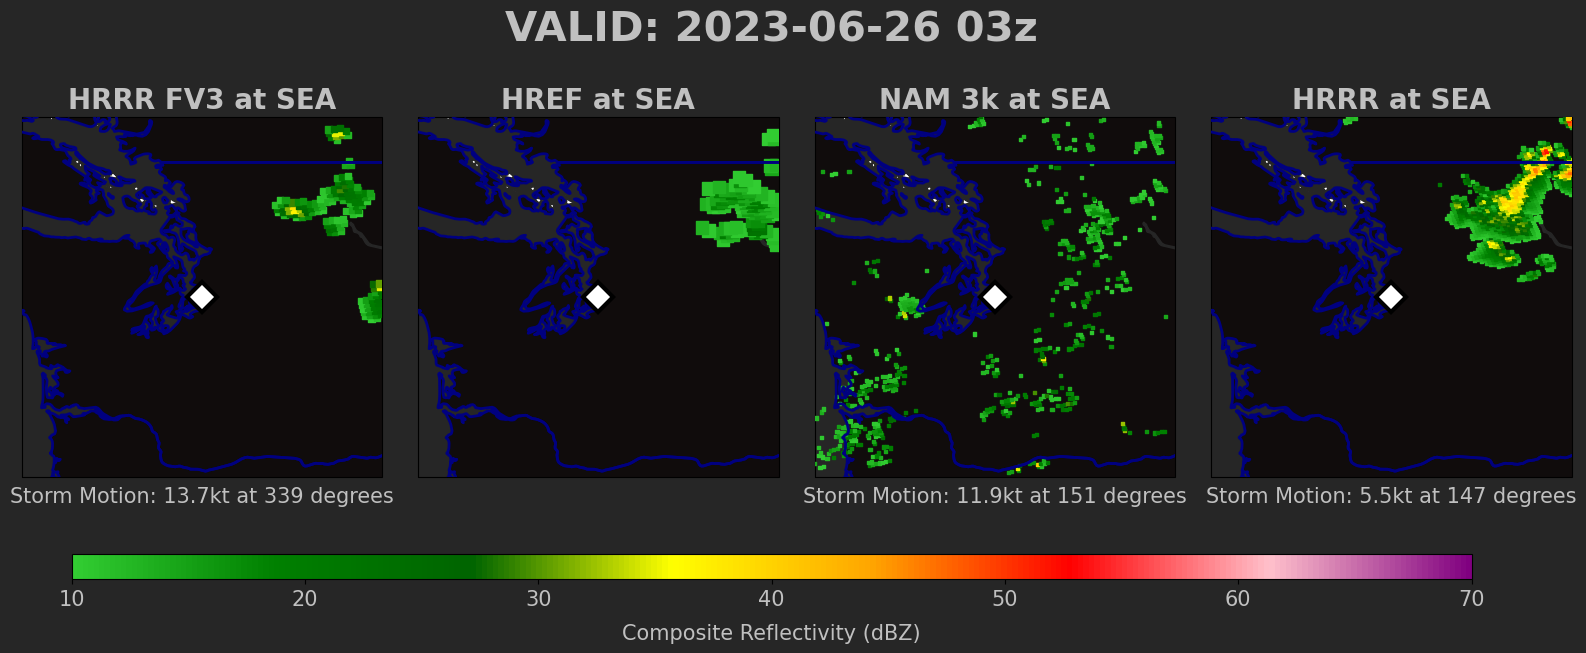 VALID: 2023-06-26 03z
HRRR FV3 at SEA
HREF at SEA
NAM 3k at SEA
HRRR at SEA
Storm Motion: 13.7kt at 339 degrees
Storm Motion: 11.9kt at 151 degrees
Storm Motion: 5.5kt at 147 degrees
10 20 30 40 50 60 70
Composite Reflectivity (dBZ)